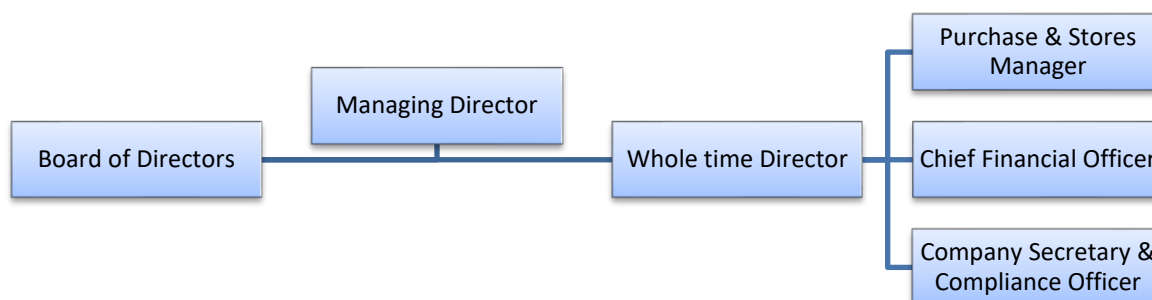 Board of Directors
Managing Director
Whole time Director
Purchase & Stores
Manager
Chief Financial Officer
Company Secretary &
Compliance Officer